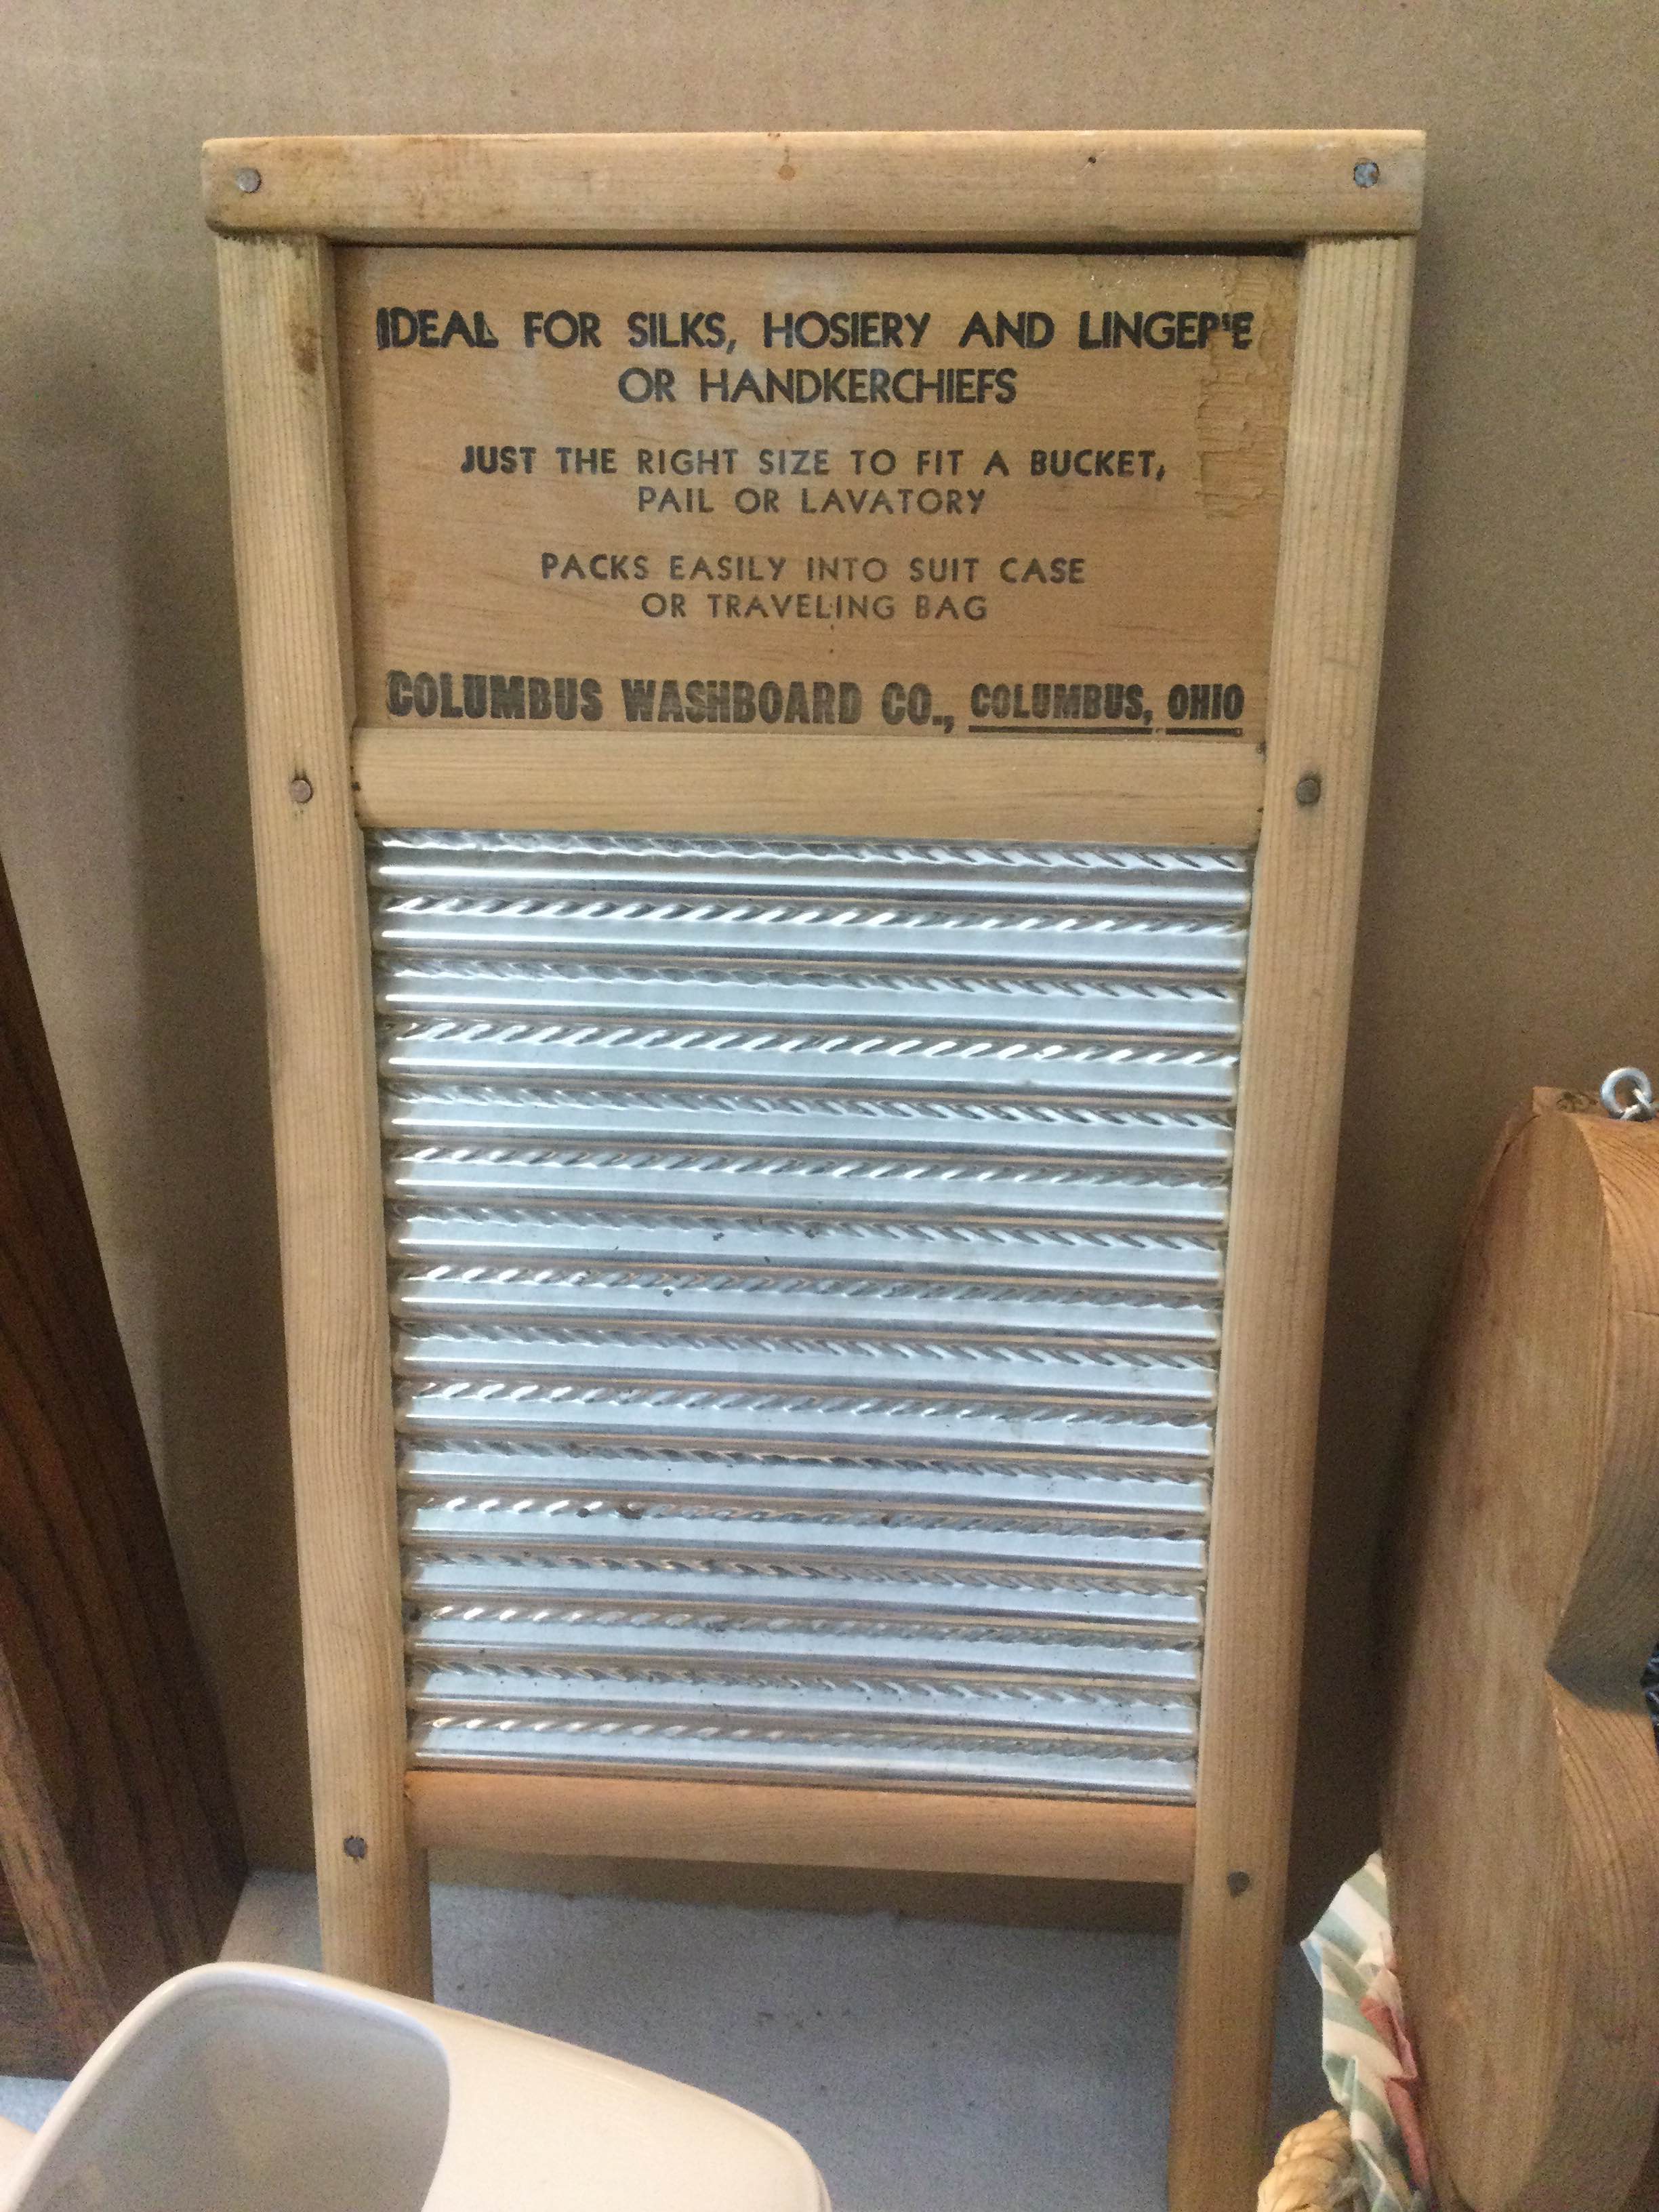 IDEAL FOR SILKS, HOSIERY AND LINGERIE
OR HANDKERCHIEFS
JUST THE RIGHT SIZE TO FIT A BUCKET,
PAIL OR LAVATORY
PACKS EASILY INTO SUIT CASE
OR TRAVELING BAG
COLUMBUS WASHBOARD CO., COLUMBUS, OHIO